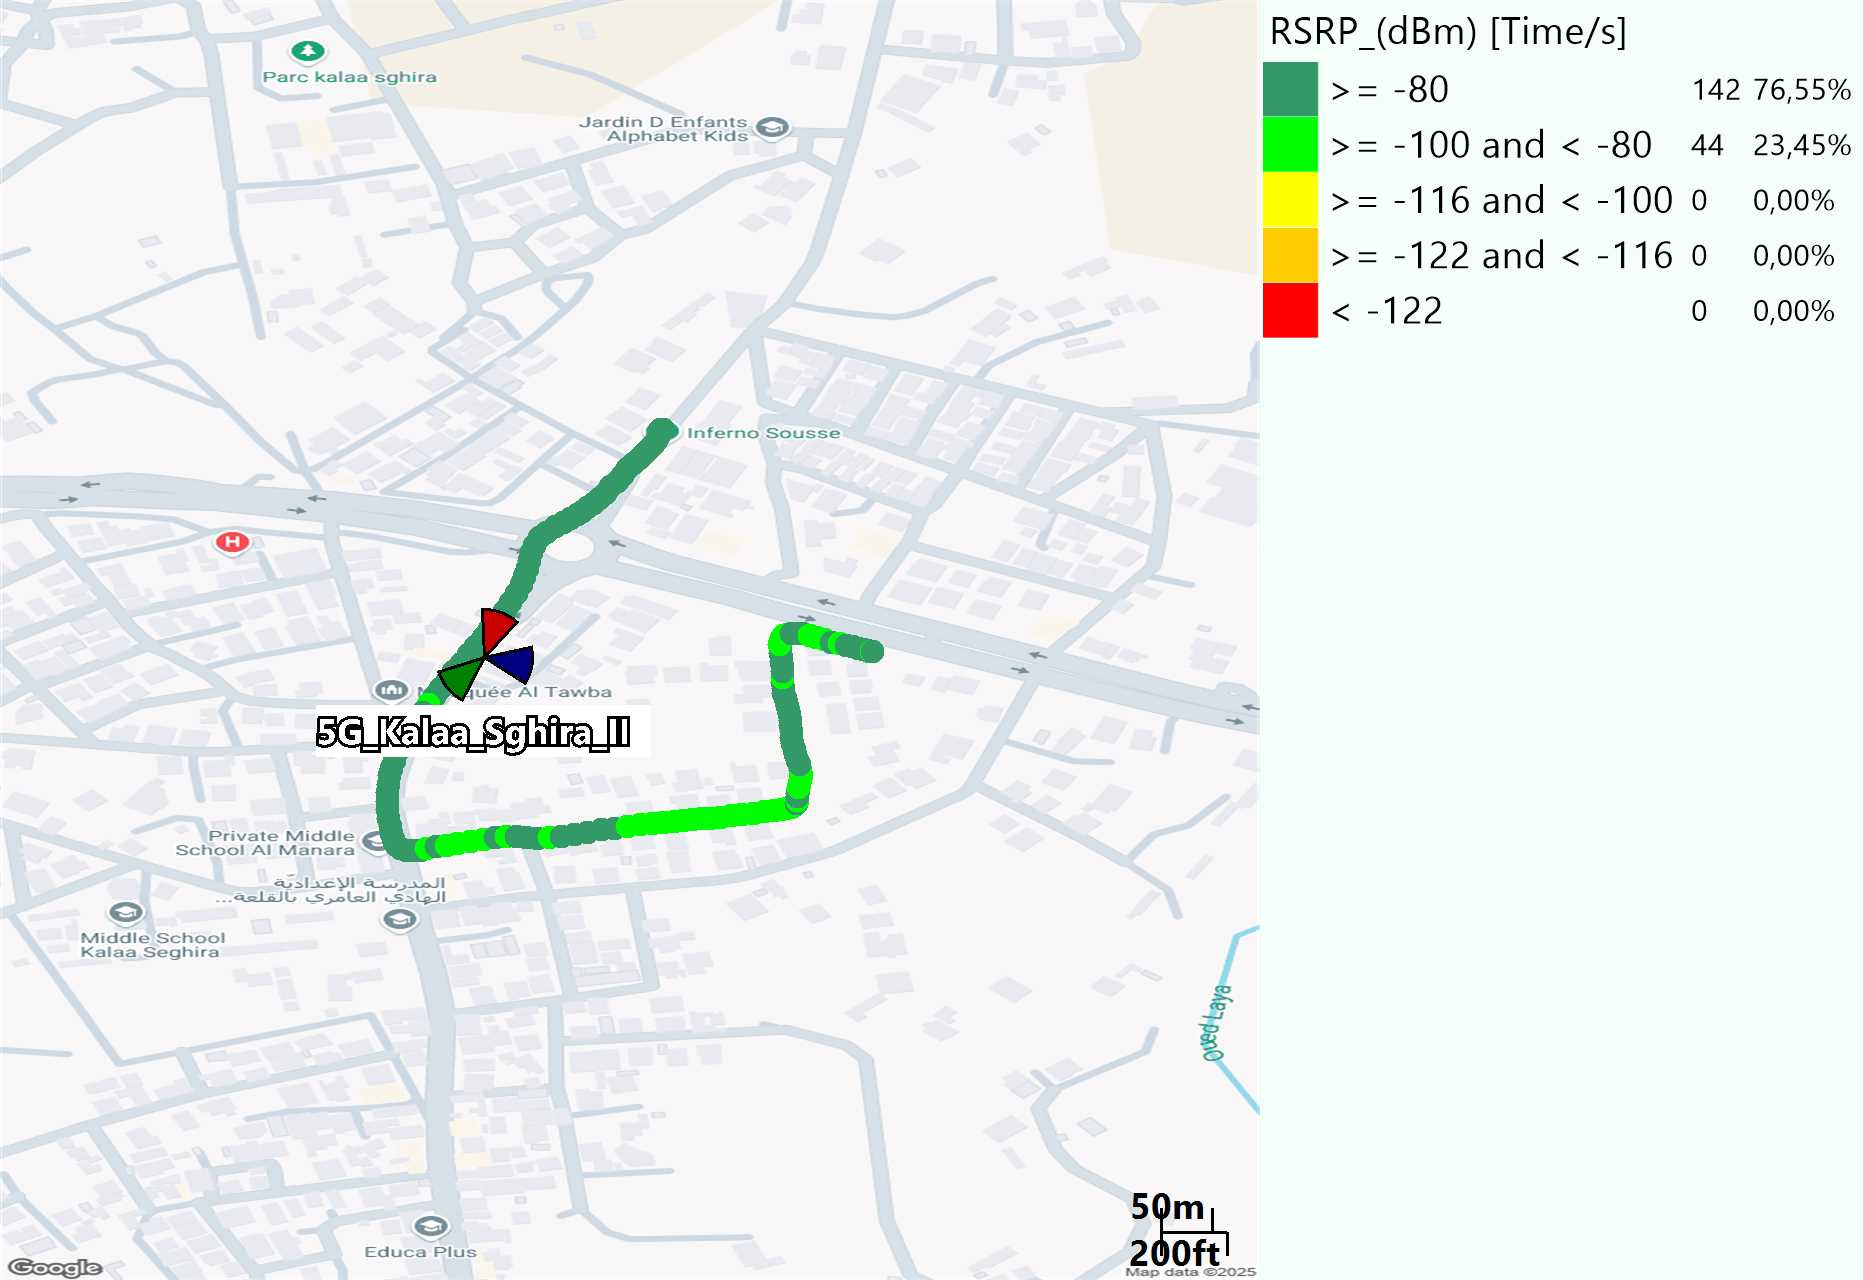 Parc kalaa sghira
Jardin D Enfants
Alphabet Kids
Inferno Sousse
H
Mosquée Al Tawba
5G_Kalaa_Sghira_II
Private Middle
School Al Manara
المدرسة الإعداديّة
الهادي العامري بالقلعة...
Middle School
Kalaa Seghira
Oued Laya
Educa Plus
50m
200ft
Google
Map data ©2025
RSRP_(dBm) [Time/s]
>= -80 142 76,55%
>= -100 and < -80 44 23,45%
>= -116 and < -100 0 0,00%
>= -122 and < -116 0 0,00%
< -122 0 0,00%